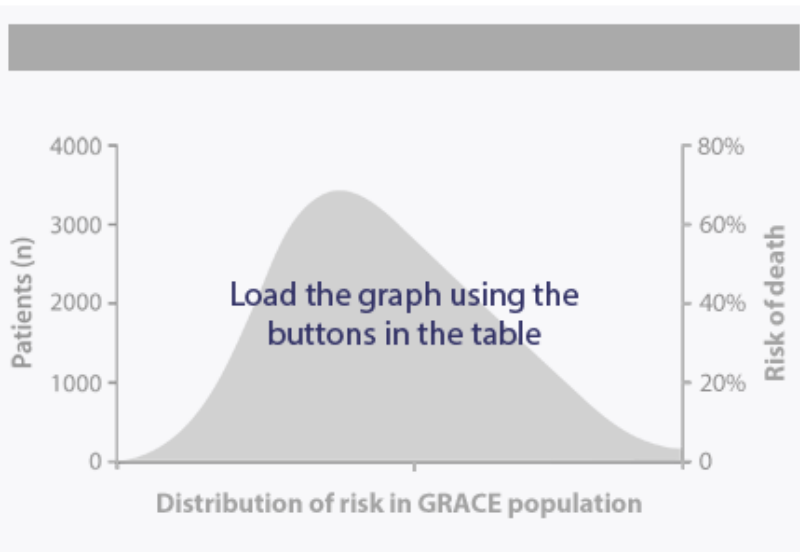 4000
80%
3000
60%
Load the graph using the
2000
40%
buttons in the table
1000
20%
0
0
Patients (n)
Risk of death
Distribution of risk in GRACE population